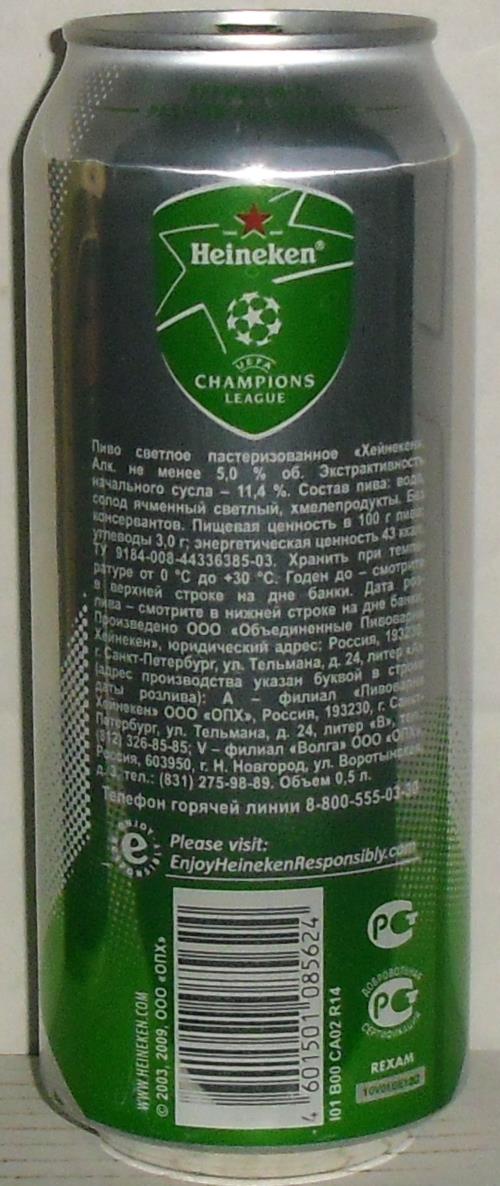 Heineken®
UEFA
CHAMPIONS
LEAGUE
Пиво светлое пастеризованное «Хейнекен».
Алк. не менее 5,0 % об. Экстрактивность
начального сусла – 11,4 %. Состав пива: вода,
солод ячменный светлый, хмелепродукты. Без
консервантов. Пищевая ценность в 100 г пива:
углеводы 3,0 г; энергетическая ценность 43 ккал.
ТУ 9184-008-44336385-03. Хранить при темпе-
ратуре от 0 °C до +30 °C. Годен до – смотрите
в верхней строке на дне банки. Дата роз-
лива – смотрите в нижней строке на дне банки.
Произведено ООО «Объединенные Пивоварни
Хейнекен», юридический адрес: Россия, 193230,
г. Санкт-Петербург, ул. Тельмана, д. 24, литер «А»
(адрес производства указан буквой в строке
даты розлива): А – филиал «Пивоварня
Хейнекен» ООО «ОПХ», Россия, 193230, г. Санкт-
Петербург, ул. Тельмана, д. 24, литер «В», тел.:
(812) 326-85-85; V – филиал «Волга» ООО «ОПХ»,
Россия, 603950, г. Н. Новгород, ул. Воротынская,
д. 3, тел.: (831) 275-98-89. Объем 0,5 л.
Телефон горячей линии 8-800-555-03-30
ENJOY
e
Please visit:
EnjoyHeinekenResponsibly.com
WWW.HEINEKEN.COM
© 2003, 2009, ООО «ОПХ»
4 601501 085624
I01 B00 CA02 R14
РСТ
ДОБРОВОЛЬНАЯ
РСТ
СЕРТИФИКАЦИЯ
REXAM